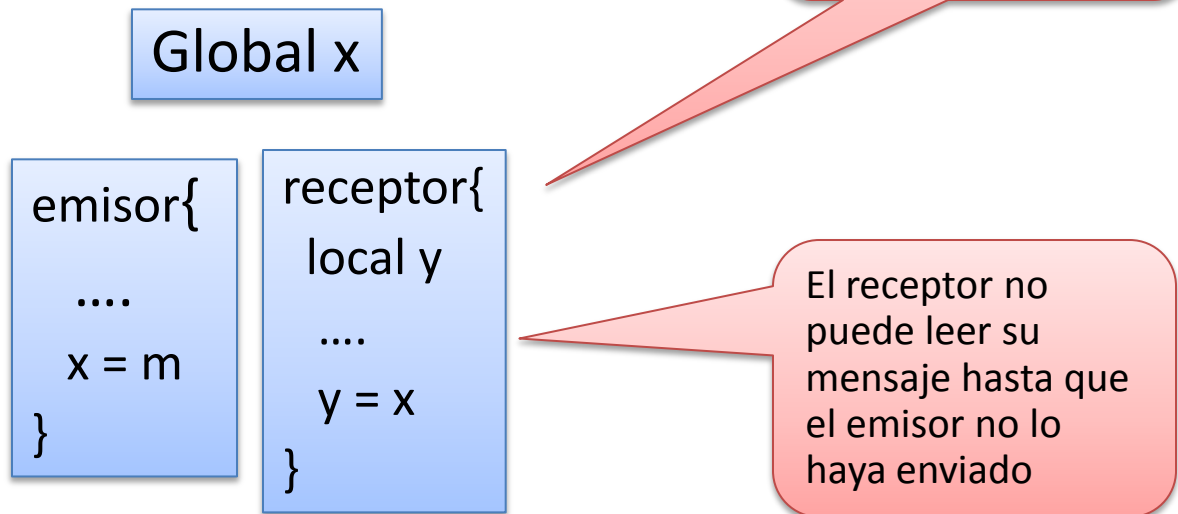 Global x
emisor{
....
x = m
}
receptor{
local y
....
y = x
}
El receptor no
puede leer su
mensaje hasta que
el emisor no lo
haya enviado